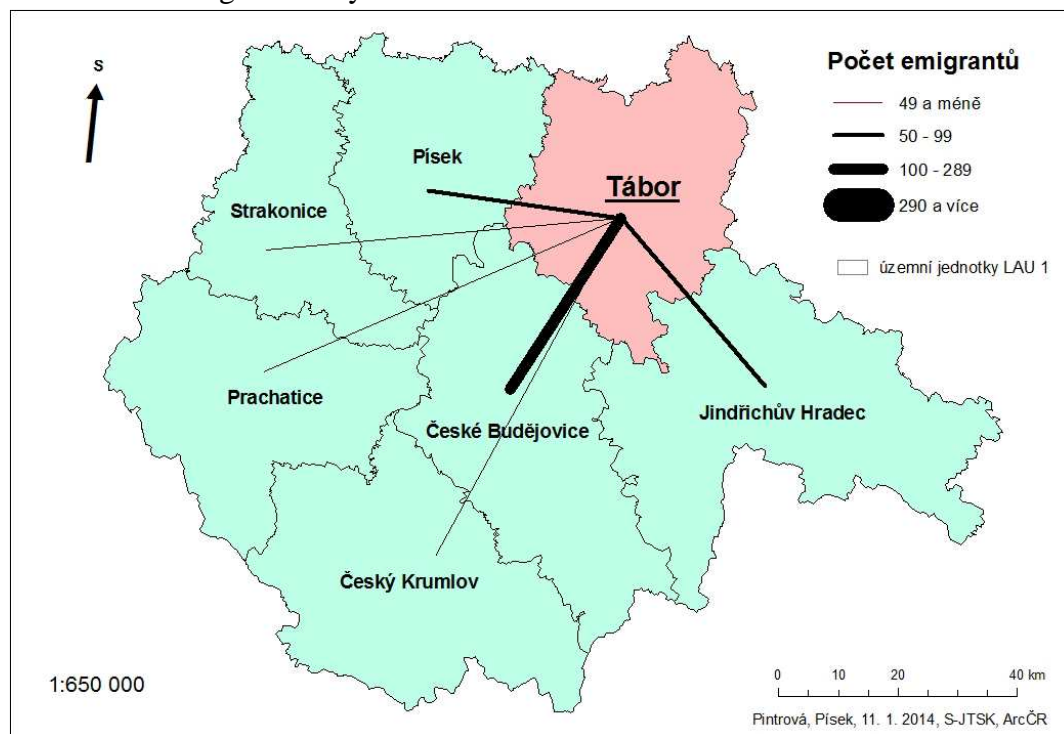 S
Počet emigrantů
49 a méně
50 - 99
100 - 289
290 a více
územní jednotky LAU 1
Písek
Tábor
Strakonice
Prachatice
České Budějovice
Jindřichův Hradec
Český Krumlov
1:650 000
0 10 20 40 km
Pintrová, Písek, 11. 1. 2014, S-JTSK, ArcČR